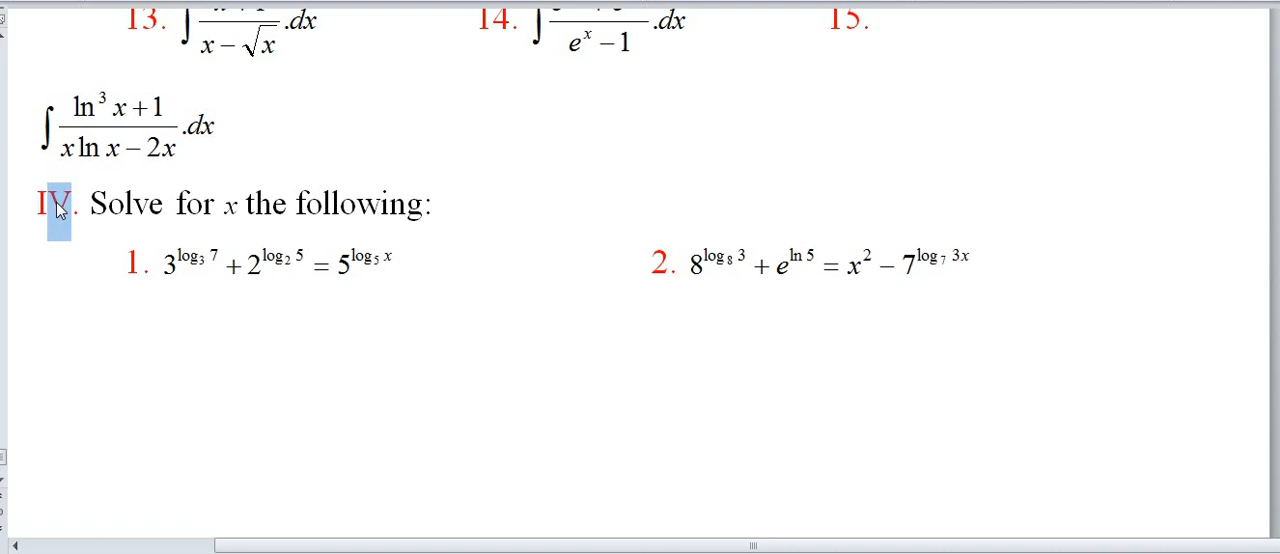 13. ∫ / x − √x .dx 14. ∫ / eˣ − 1 .dx 15.
∫ (ln³ x + 1) / (x ln x − 2x) .dx
IV. Solve for x the following:
1. 3^(log₃ 7) + 2^(log₂ 5) = 5^(log₅ x) 2. 8^(log₈ 3) + e^(ln 5) = x² − 7^(log₇ 3x)